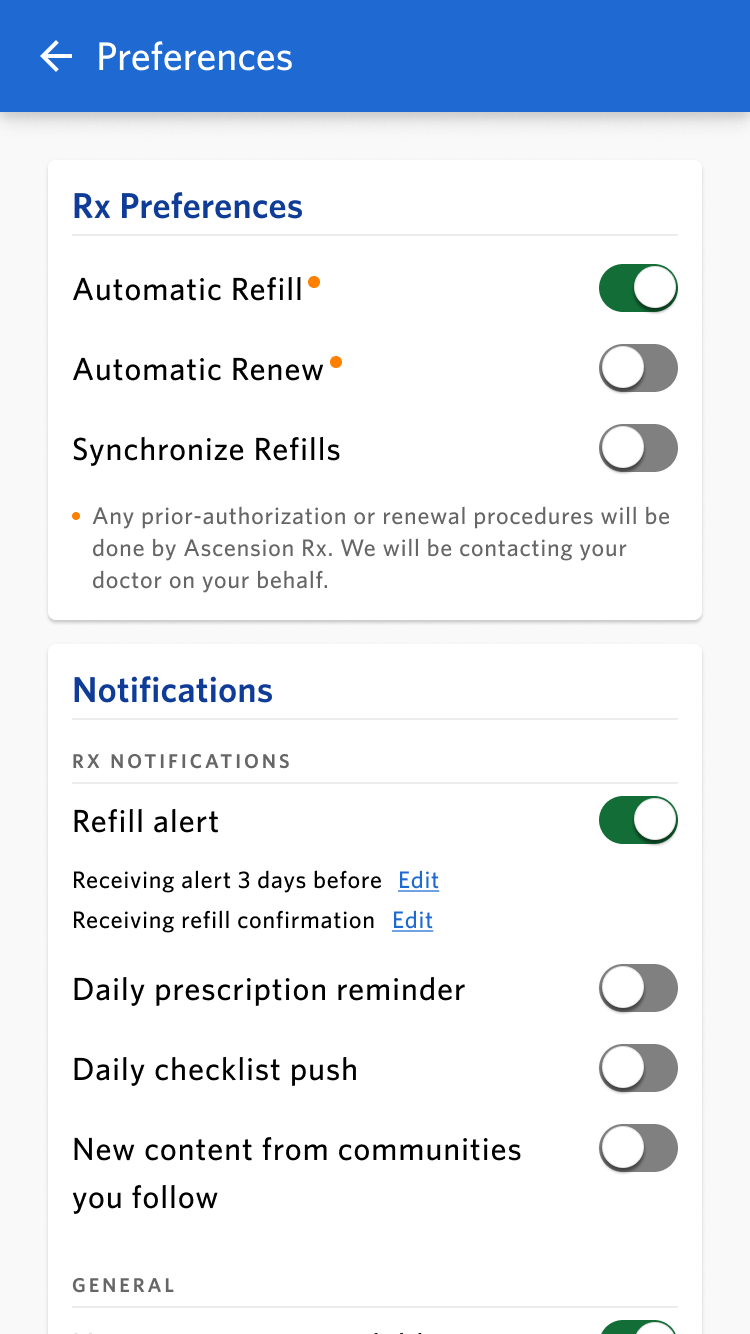 Preferences
Rx Preferences
Automatic Refill
Automatic Renew
Synchronize Refills
Any prior-authorization or renewal procedures will be
done by Ascension Rx. We will be contacting your
doctor on your behalf.
Notifications
RX NOTIFICATIONS
Refill alert
Receiving alert 3 days before Edit
Receiving refill confirmation Edit
Daily prescription reminder
Daily checklist push
New content from communities
you follow
GENERAL